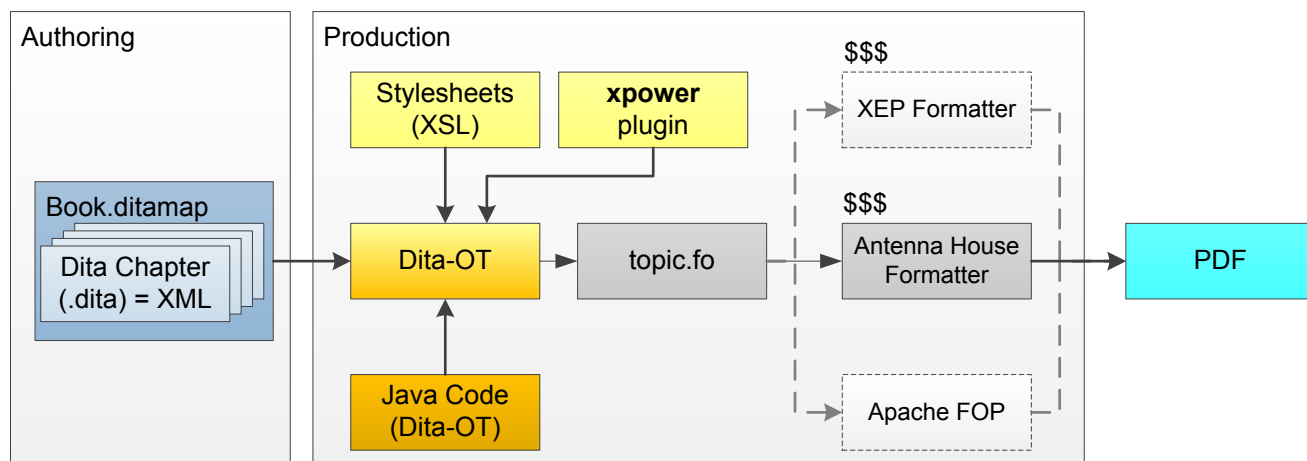 Authoring
Production
Stylesheets
(XSL)
xpower
plugin
$$$
XEP Formatter
Book.ditamap
Dita Chapter
(.dita) = XML
Dita-OT
topic.fo
$$$
Antenna House
Formatter
PDF
Java Code
(Dita-OT)
Apache FOP